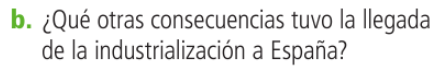 b. ¿Qué otras consecuencias tuvo la llegada
de la industrialización a España?